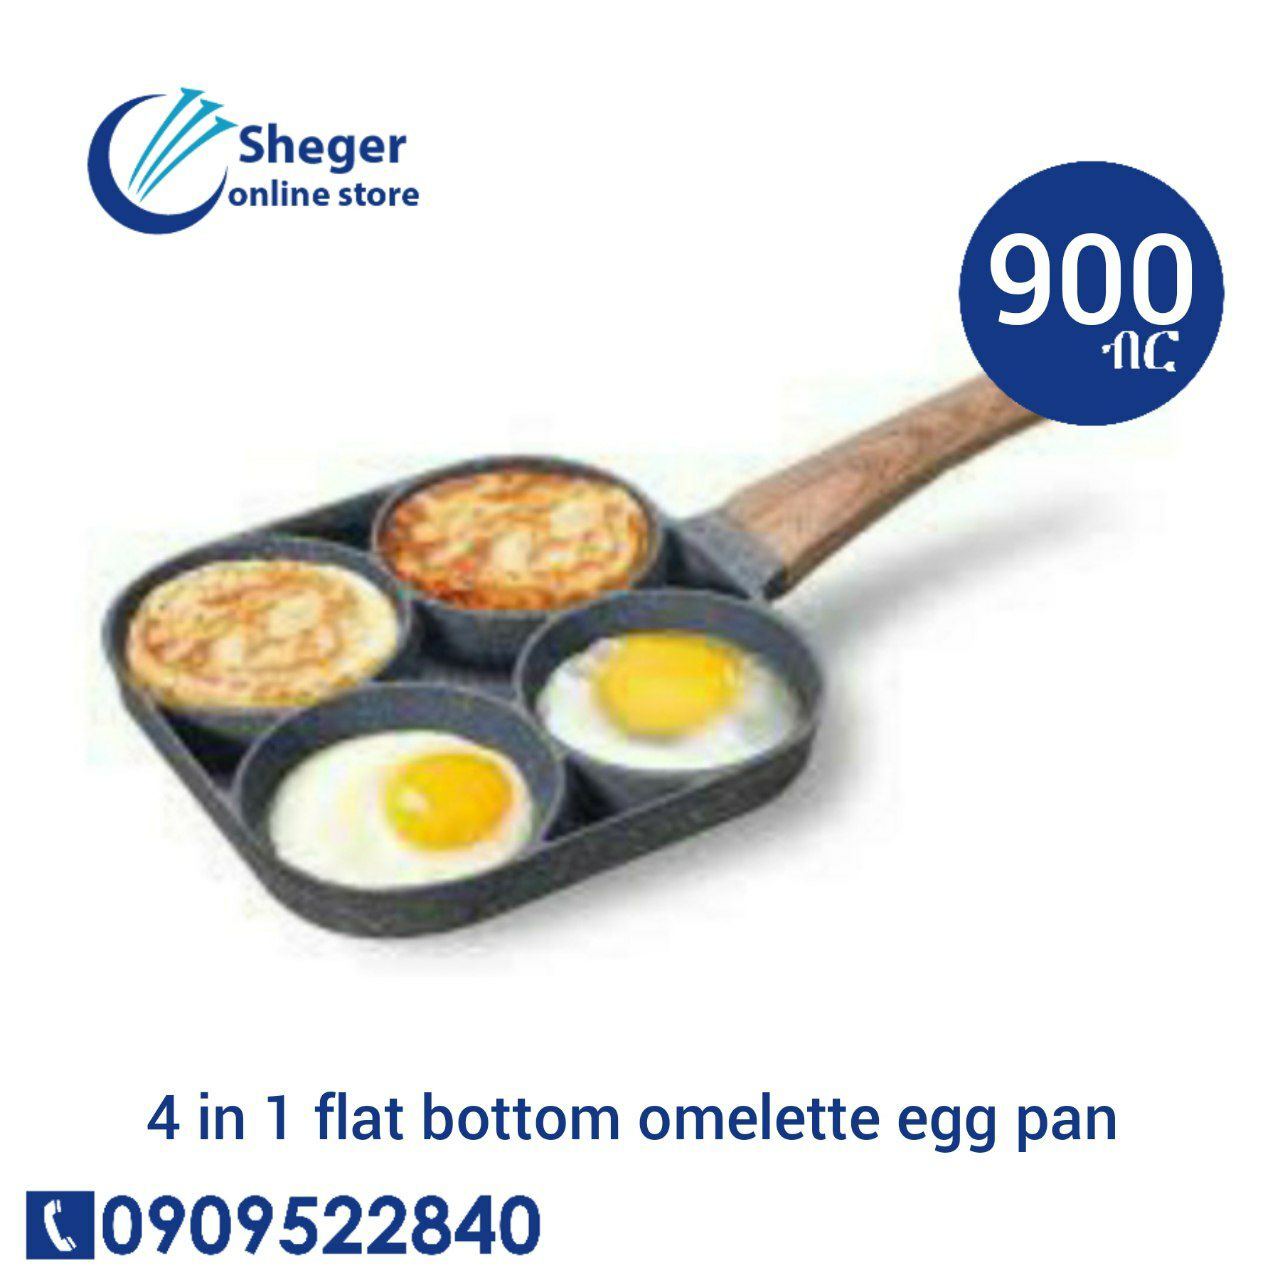 Sheger
online store
900
ብር
4 in 1 flat bottom omelette egg pan
0909522840